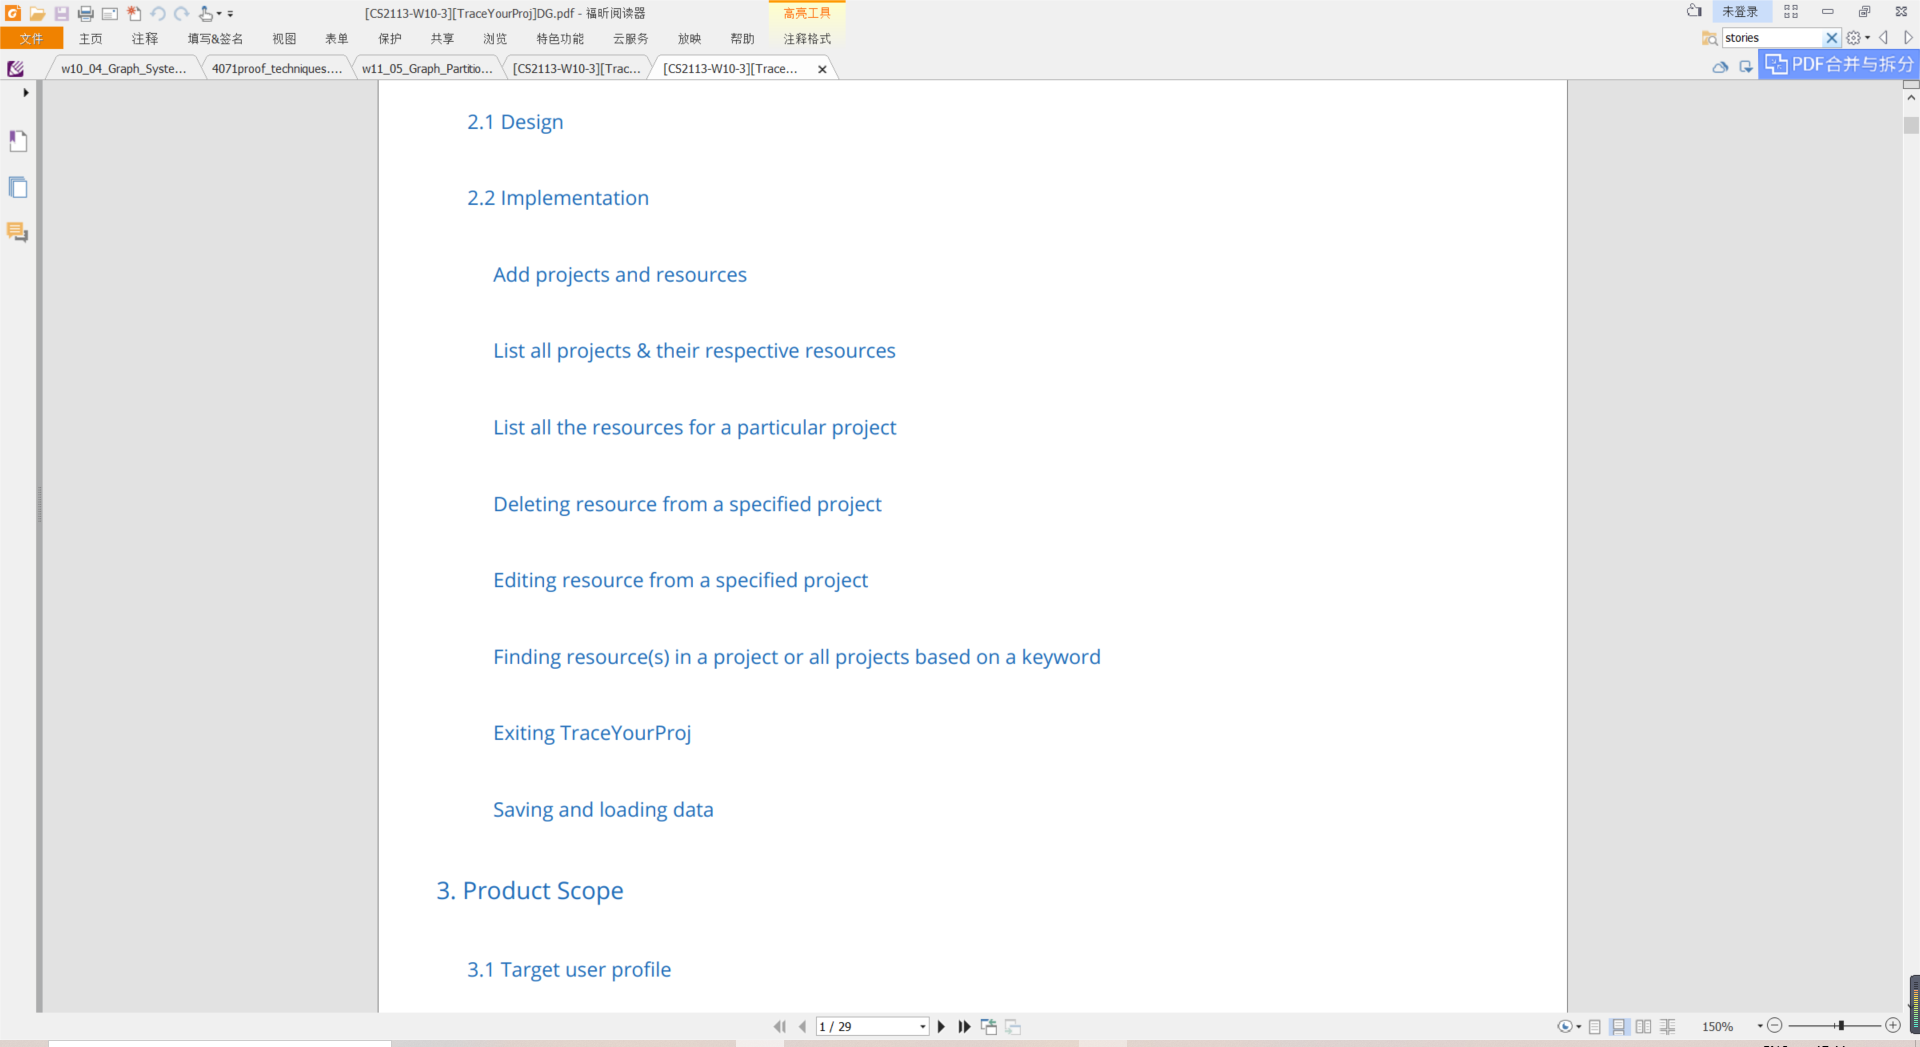 [CS2113-W10-3][TraceYourProj]DG.pdf - 福昕阅读器
高亮工具
未登录
文件 主页 注释 填写&签名 视图 表单 保护 共享 浏览 特色功能 云服务 放映 帮助 注释格式
stories
w10_04_Graph_Syste... 4071proof_techniques.... w11_05_Graph_Partitio... [CS2113-W10-3][Trac... [CS2113-W10-3][Trace...
PDF合并与拆分
2.1 Design
2.2 Implementation
Add projects and resources
List all projects & their respective resources
List all the resources for a particular project
Deleting resource from a specified project
Editing resource from a specified project
Finding resource(s) in a project or all projects based on a keyword
Exiting TraceYourProj
Saving and loading data
3. Product Scope
3.1 Target user profile
1 / 29
150%